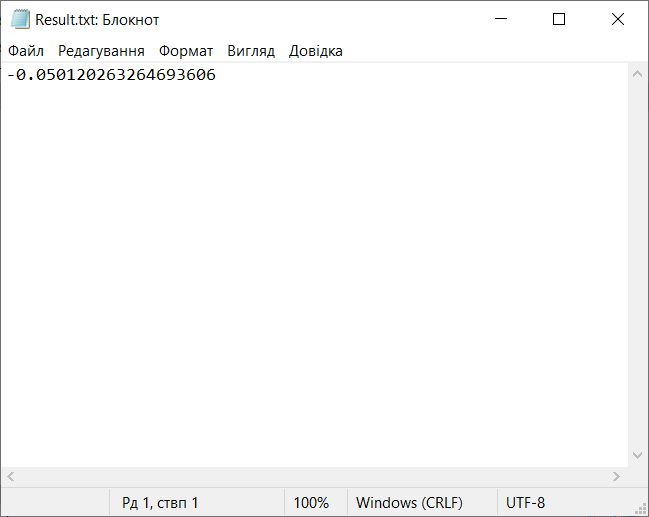 Result.txt: Блокнот
Файл Редагування Формат Вигляд Довідка
-0.050120263264693606
Рд 1, ствп 1 100% Windows (CRLF) UTF-8